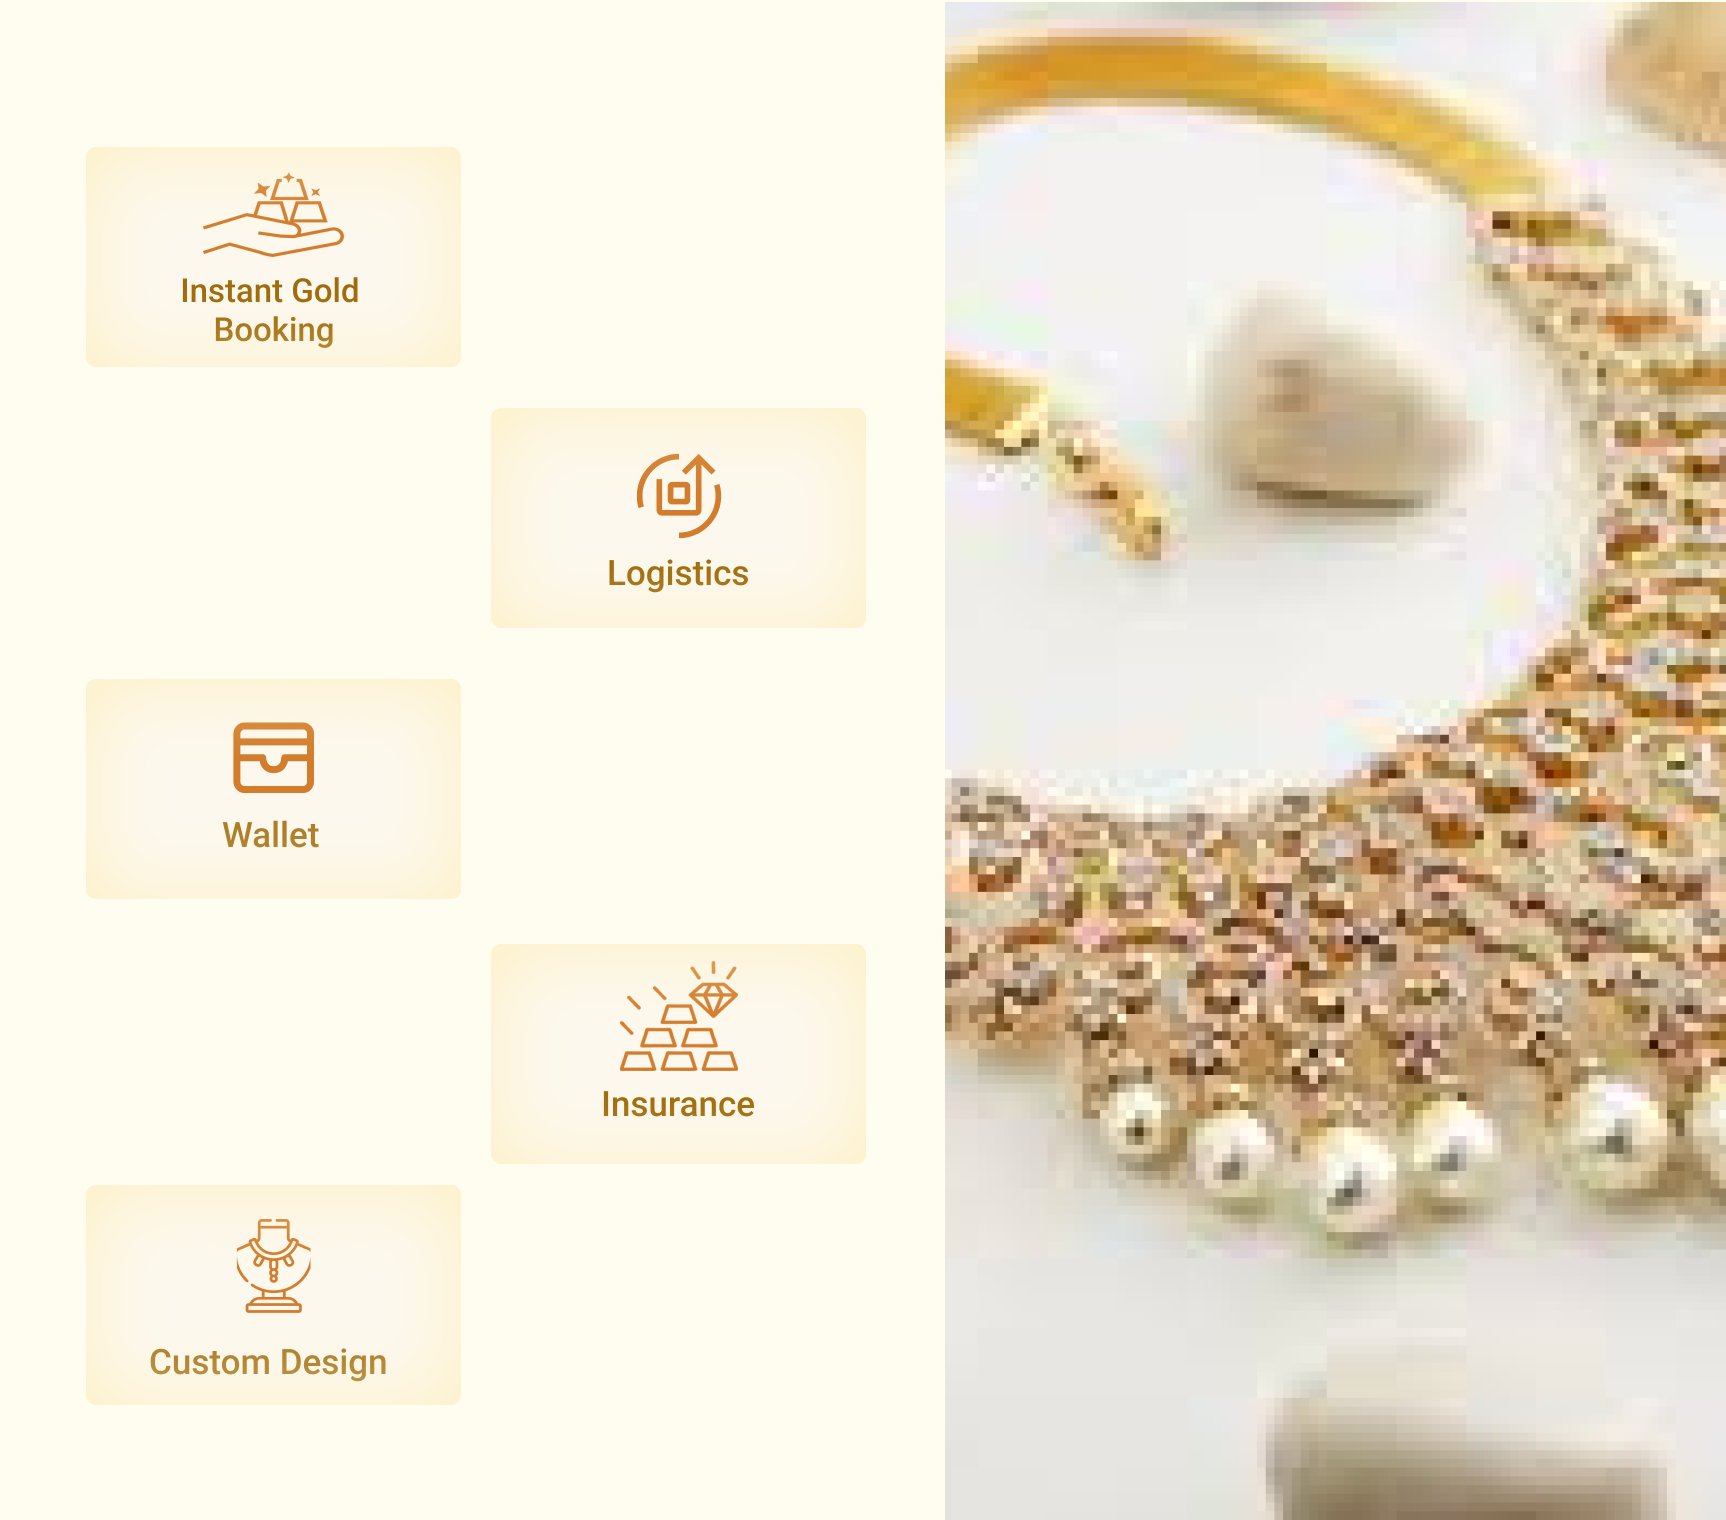 Instant Gold
Booking
Logistics
Wallet
Insurance
Custom Design